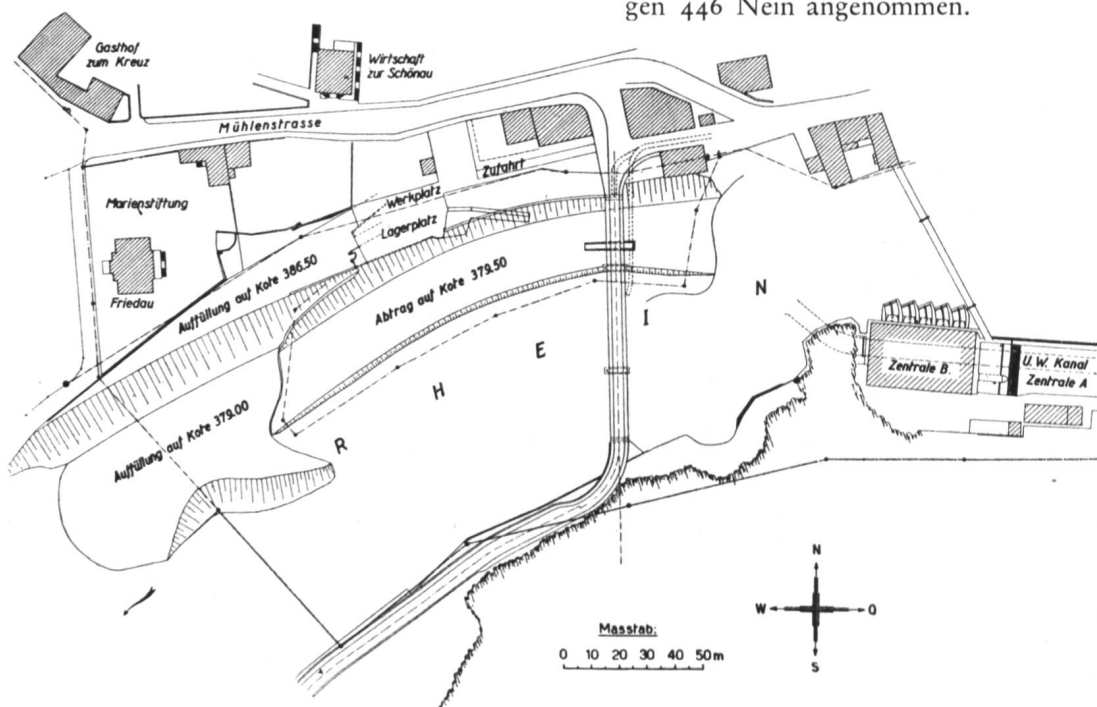 gen 446 Nein angenommen.
Gasthof
zum Kreuz
Wirtschaft
zur Schönau
Mühlenstrasse
Zufahrt
Werkplatz
Lagerplatz
Marienstiftung
Friedau
Auffüllung auf Kote 386.50
Abtrag auf Kote 379.50
Auffüllung auf Kote 379.00
R H E I N
Zentrale B.
U.W. Kanal
Zentrale A
N
W O
S
Masstab:
0 10 20 30 40 50m